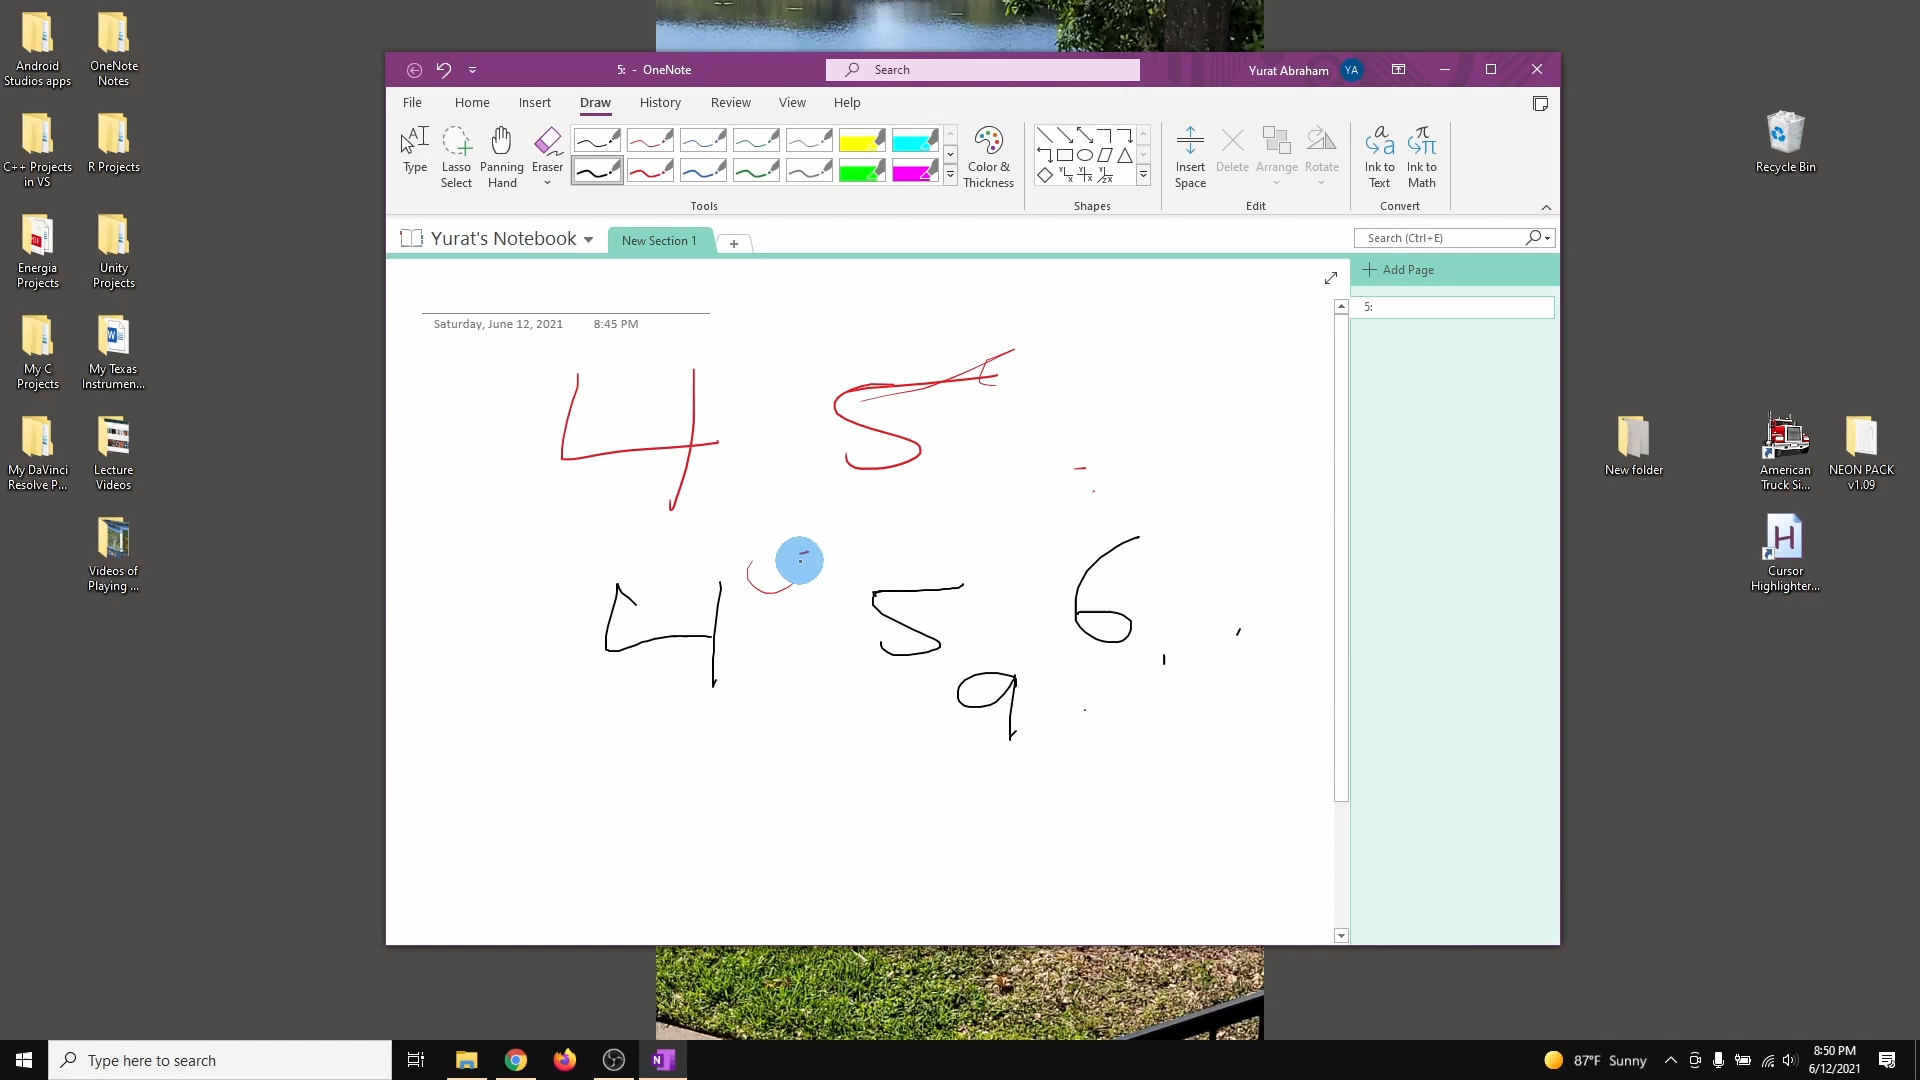 Android
Studios apps
OneNote
Notes
C++ Projects
in VS
R Projects
Energia
Projects
Unity
Projects
My C
Projects
My Texas
Instrumen...
My DaVinci
Resolve P...
Lecture
Videos
Videos of
Playing ...
5: - OneNote
Search
Yurat Abraham
YA
File
Home
Insert
Draw
History
Review
View
Help
Type
Lasso
Select
Panning
Hand
Eraser
Color &
Thickness
Insert
Space
Delete
Arrange
Rotate
Ink to
Text
Ink to
Math
Tools
Shapes
Edit
Convert
Yurat's Notebook
New Section 1
Search (Ctrl+E)
Add Page
5:
Saturday, June 12, 2021 8:45 PM
4 5
4 5 6
9
Recycle Bin
New folder
American
Truck Si...
NEON PACK
v1.09
Cursor
Highlighter...
Type here to search
87°F Sunny
8:50 PM
6/12/2021